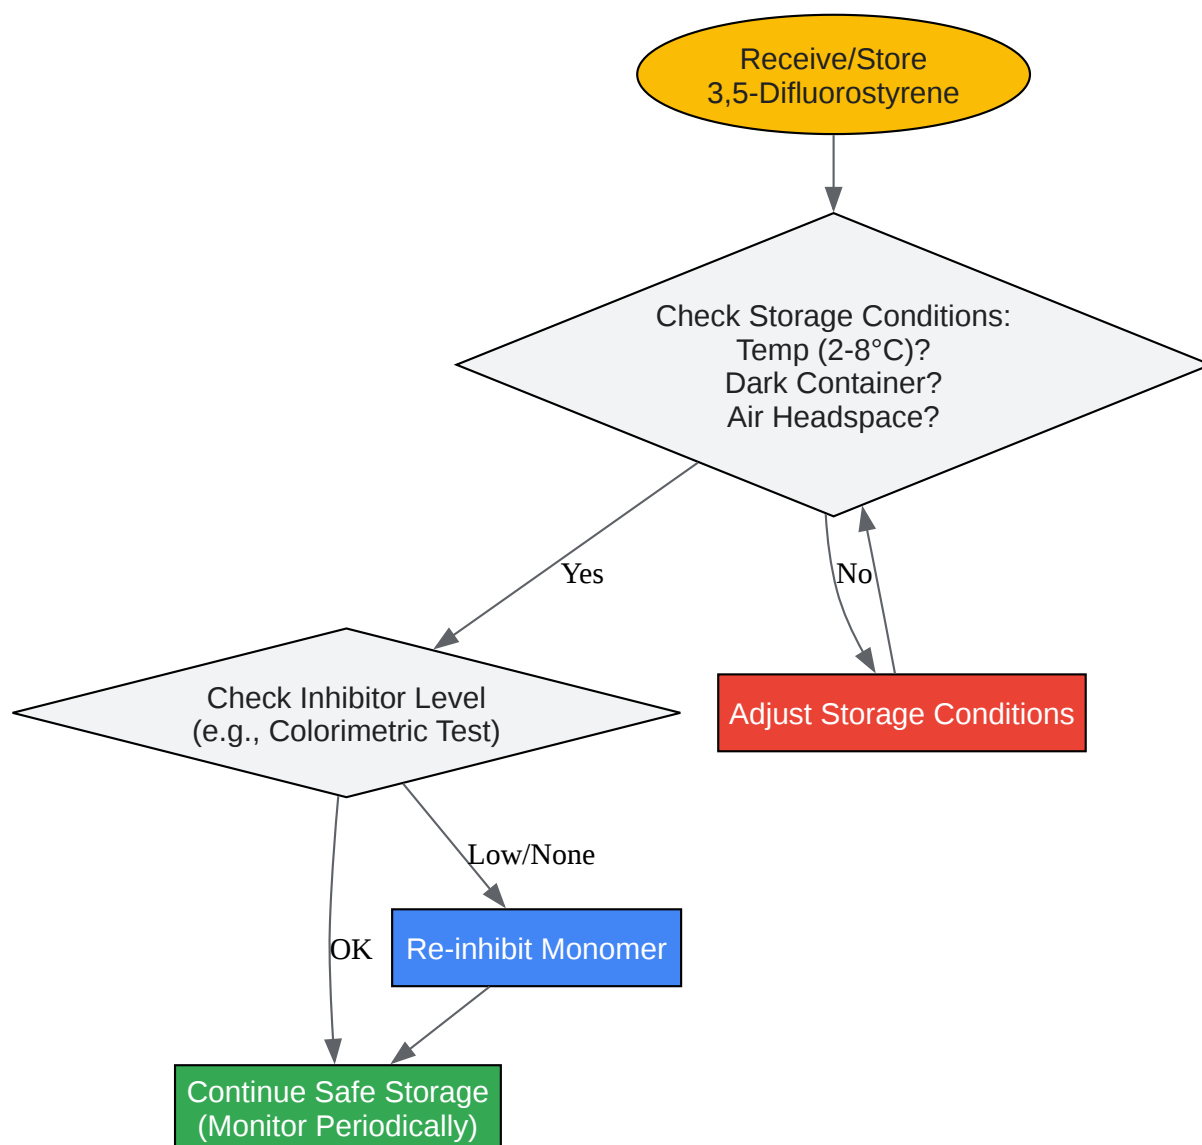 Receive/Store
3,5-Difluorostyrene
Check Storage Conditions:
Temp (2-8°C)?
Dark Container?
Air Headspace?
Yes
No
Check Inhibitor Level
(e.g., Colorimetric Test)
Adjust Storage Conditions
Low/None
OK
Re-inhibit Monomer
Continue Safe Storage
(Monitor Periodically)